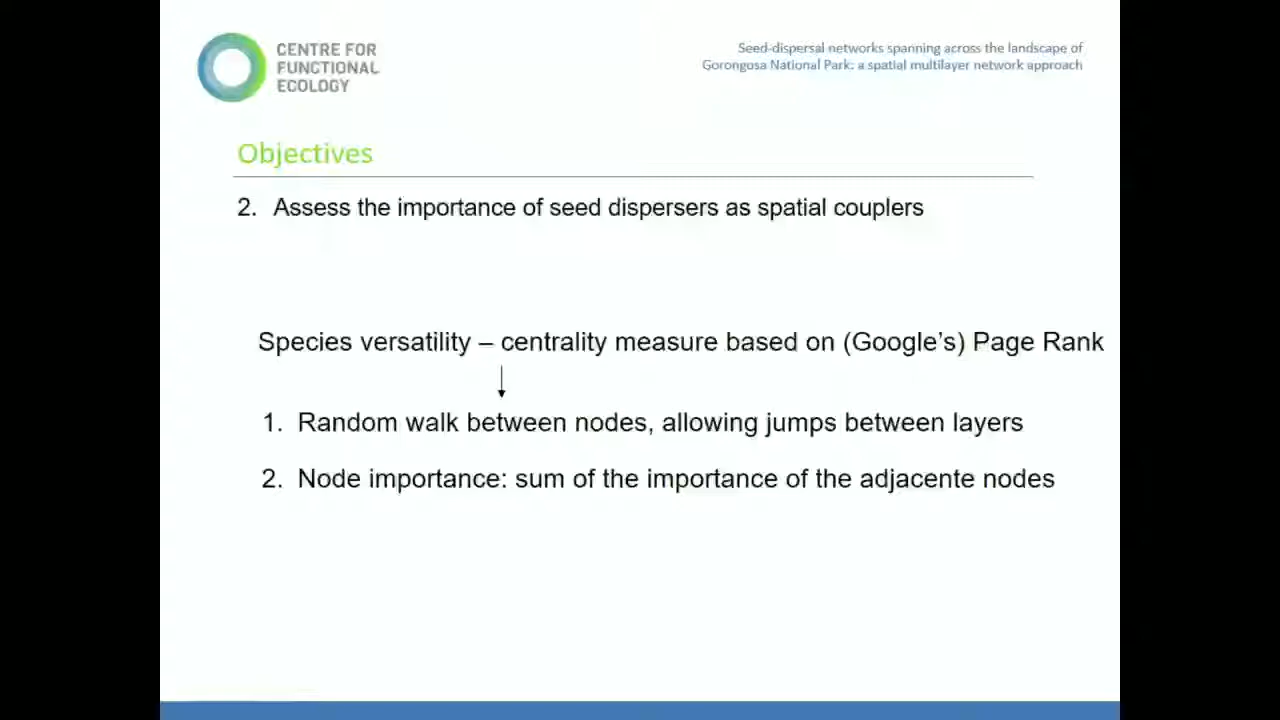 CENTRE FOR
FUNCTIONAL
ECOLOGY
Seed-dispersal networks spanning across the landscape of
Gorongosa National Park: a spatial multilayer network approach
Objectives
2. Assess the importance of seed dispersers as spatial couplers
Species versatility – centrality measure based on (Google's) Page Rank
1. Random walk between nodes, allowing jumps between layers
2. Node importance: sum of the importance of the adjacente nodes